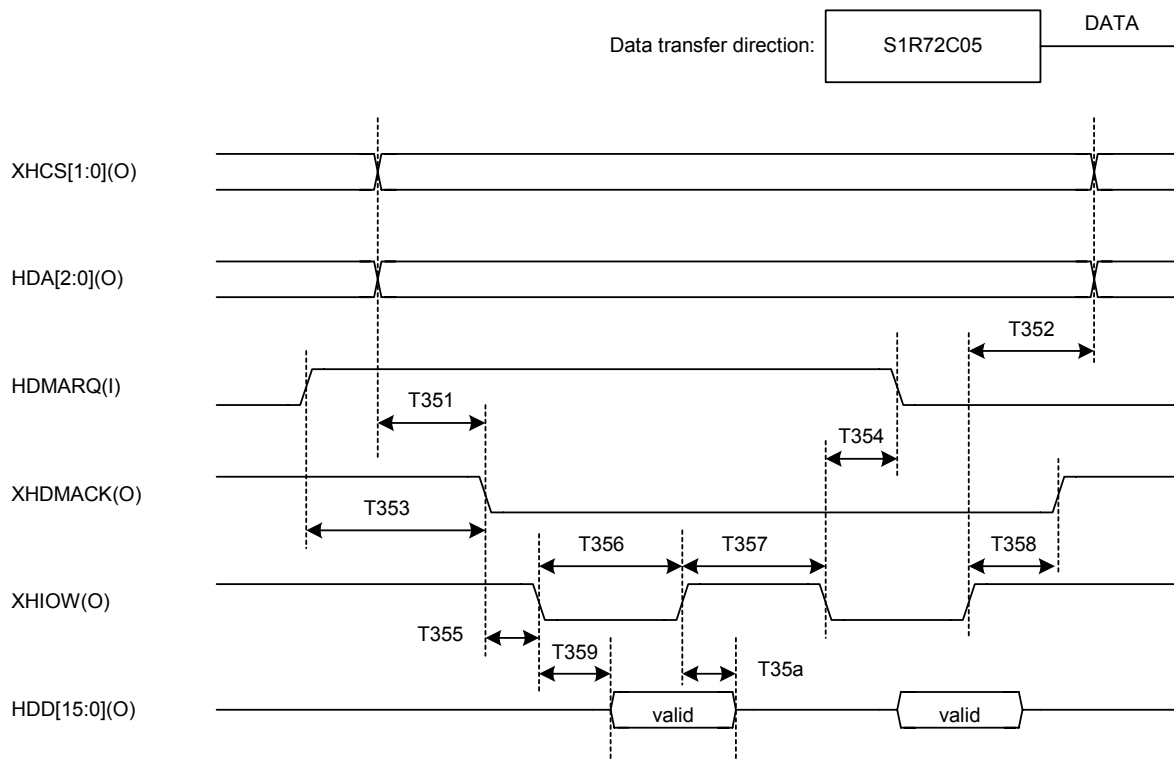 DATA
Data transfer direction: S1R72C05
XHCS[1:0](O)
HDA[2:0](O)
T352
HDMARQ(I)
T351
T354
XHDMACK(O)
T353
T356 T357 T358
XHIOW(O)
T355 T359 T35a
HDD[15:0](O) valid valid